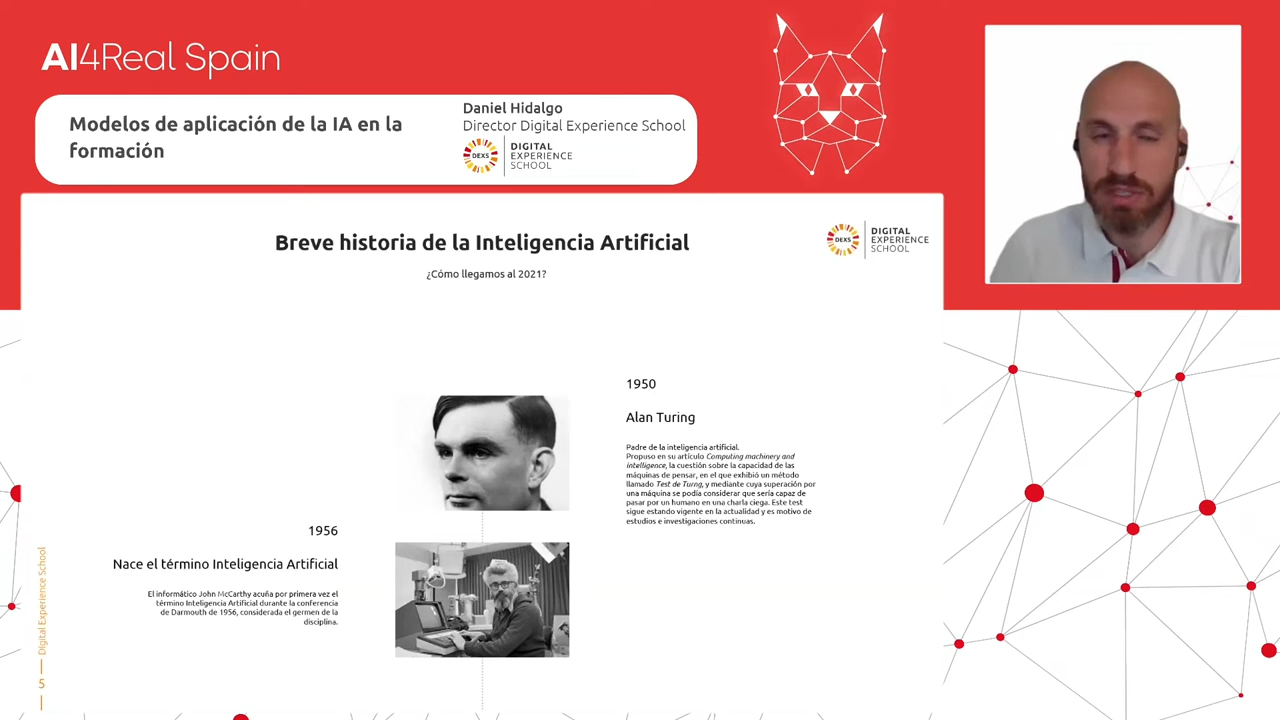 AI4Real Spain
Modelos de aplicación de la IA en la
formación
Daniel Hidalgo
Director Digital Experience School
DEXS
DIGITAL
EXPERIENCE
SCHOOL
Breve historia de la Inteligencia Artificial
¿Cómo llegamos al 2021?
DEXS
DIGITAL
EXPERIENCE
SCHOOL
1950
Alan Turing
Padre de la inteligencia artificial.
Propuso en su artículo Computing machinery and
intelligence, la cuestión sobre la capacidad de las
máquinas de pensar, en el que exhibió un método
llamado Test de Turing, y mediante cuya superación por
una máquina se podía considerar que sería capaz de
pasar por un humano en una charla ciega. Este test
sigue estando vigente en la actualidad y es motivo de
estudios e investigaciones continuas.
1956
Nace el término Inteligencia Artificial
El informático John McCarthy acuña por primera vez el
término Inteligencia Artificial durante la conferencia
de Darmouth de 1956, considerada el germen de la
disciplina.
Digital Experience School
5